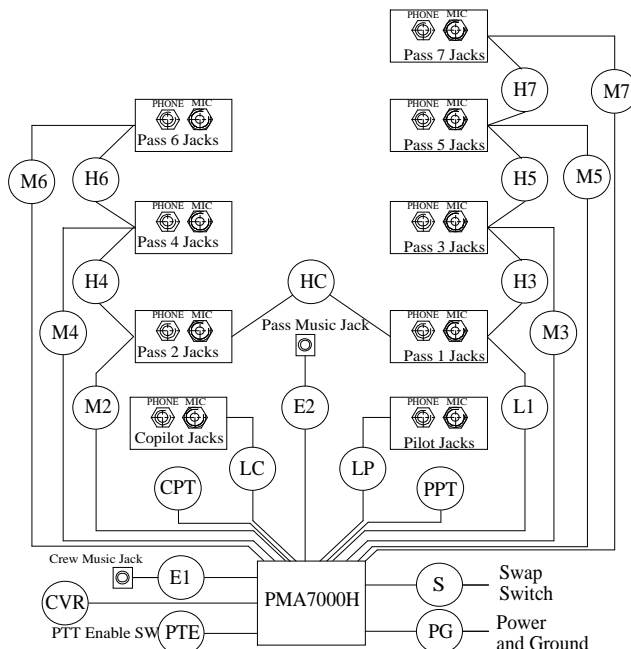 PHONE MIC
Pass 7 Jacks
H7
M7
PHONE MIC
Pass 6 Jacks
PHONE MIC
Pass 5 Jacks
M6
H6
H5
M5
PHONE MIC
Pass 4 Jacks
PHONE MIC
Pass 3 Jacks
H4
HC
H3
M4
M3
PHONE MIC
Pass 2 Jacks
Pass Music Jack
PHONE MIC
Pass 1 Jacks
M2
E2
L1
PHONE MIC
Copilot Jacks
PHONE MIC
Pilot Jacks
LC
LP
CPT
PPT
Crew Music Jack
E1
PMA7000H
S
Swap
Switch
CVR
PTT Enable SW
PTE
PG
Power
and Ground